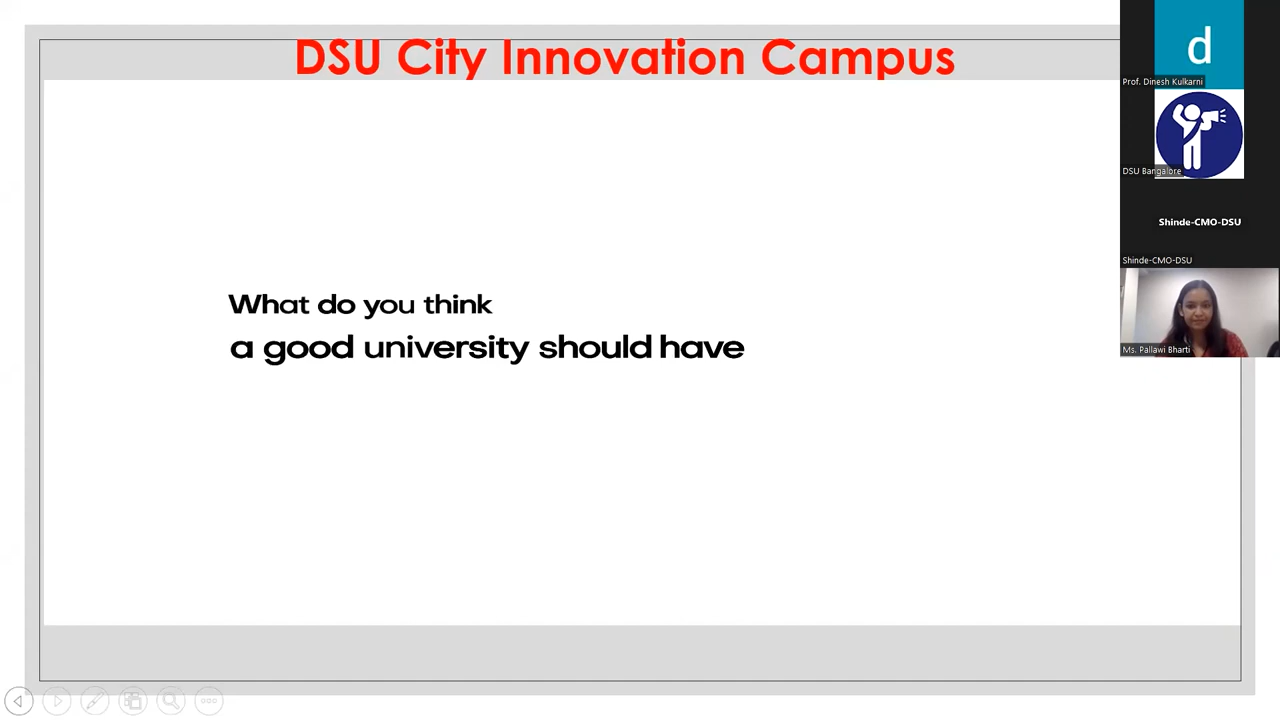 DSU City Innovation Campus
What do you think
a good university should have
d
Prof. Dinesh Kulkarni
DSU Bangalore
Shinde-CMO-DSU
Shinde-CMO-DSU
Ms. Pallawi Bharti